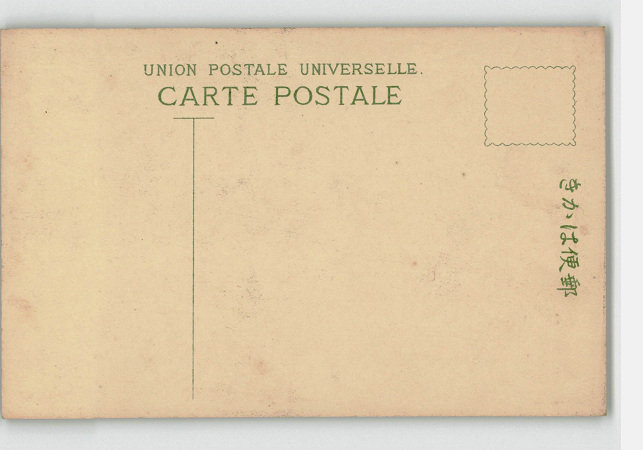 UNION POSTALE UNIVERSELLE.
CARTE POSTALE
きかは便郵